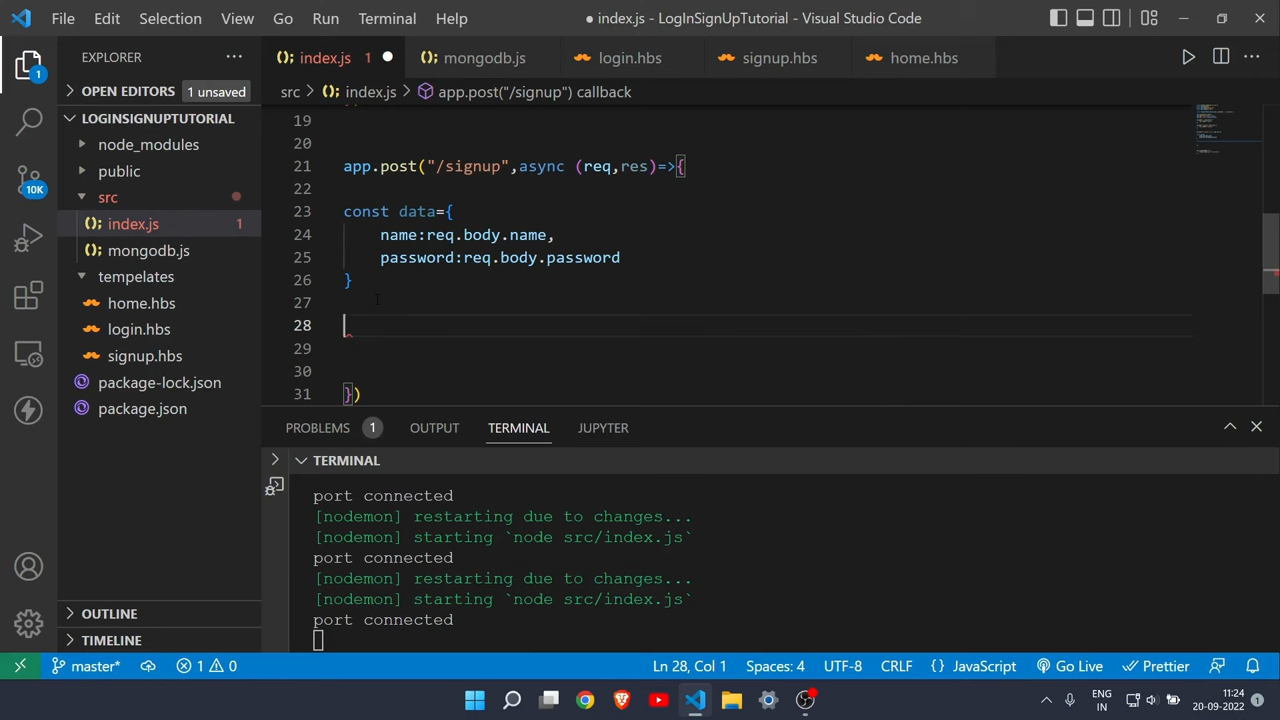 File Edit Selection View Go Run Terminal Help
● index.js - LogInSignUpTutorial - Visual Studio Code
EXPLORER
index.js 1
mongodb.js
login.hbs
signup.hbs
home.hbs
OPEN EDITORS 1 unsaved
src > index.js > app.post("/signup") callback
LOGINSIGNUPTUTORIAL
node_modules
public
src
index.js 1
mongodb.js
tempelates
home.hbs
login.hbs
signup.hbs
package-lock.json
package.json
OUTLINE
TIMELINE
1
10K
19
20
21 app.post("/signup",async (req,res)=>{
22
23 const data={
24 name:req.body.name,
25 password:req.body.password
26 }
27
28
29
30
31 })
PROBLEMS 1 OUTPUT TERMINAL JUPYTER
TERMINAL
port connected
[nodemon] restarting due to changes...
[nodemon] starting `node src/index.js`
port connected
[nodemon] restarting due to changes...
[nodemon] starting `node src/index.js`
port connected
master* 1 0 Ln 28, Col 1 Spaces: 4 UTF-8 CRLF {} JavaScript Go Live Prettier
ENG
IN
11:24
20-09-2022
1